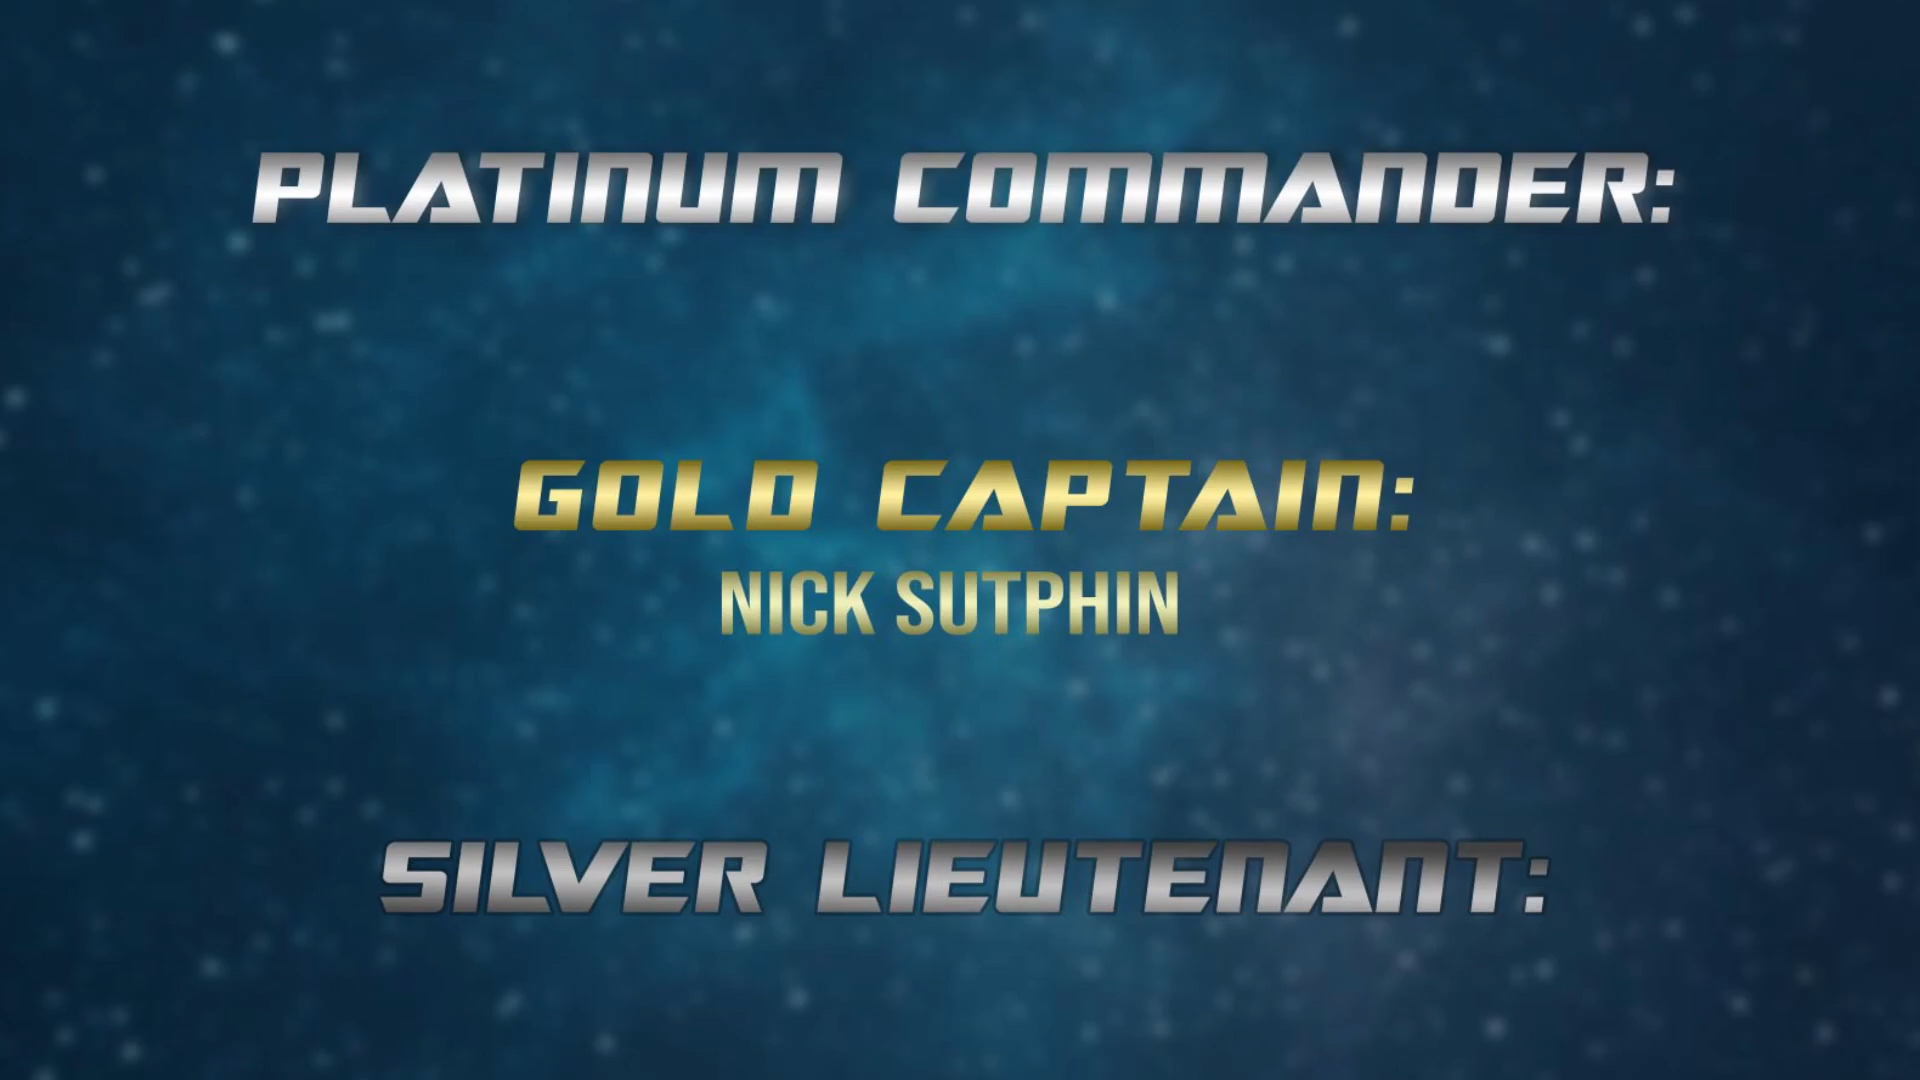 PLATINUM COMMANDER:
GOLD CAPTAIN:
NICK SUTPHIN
SILVER LIEUTENANT: